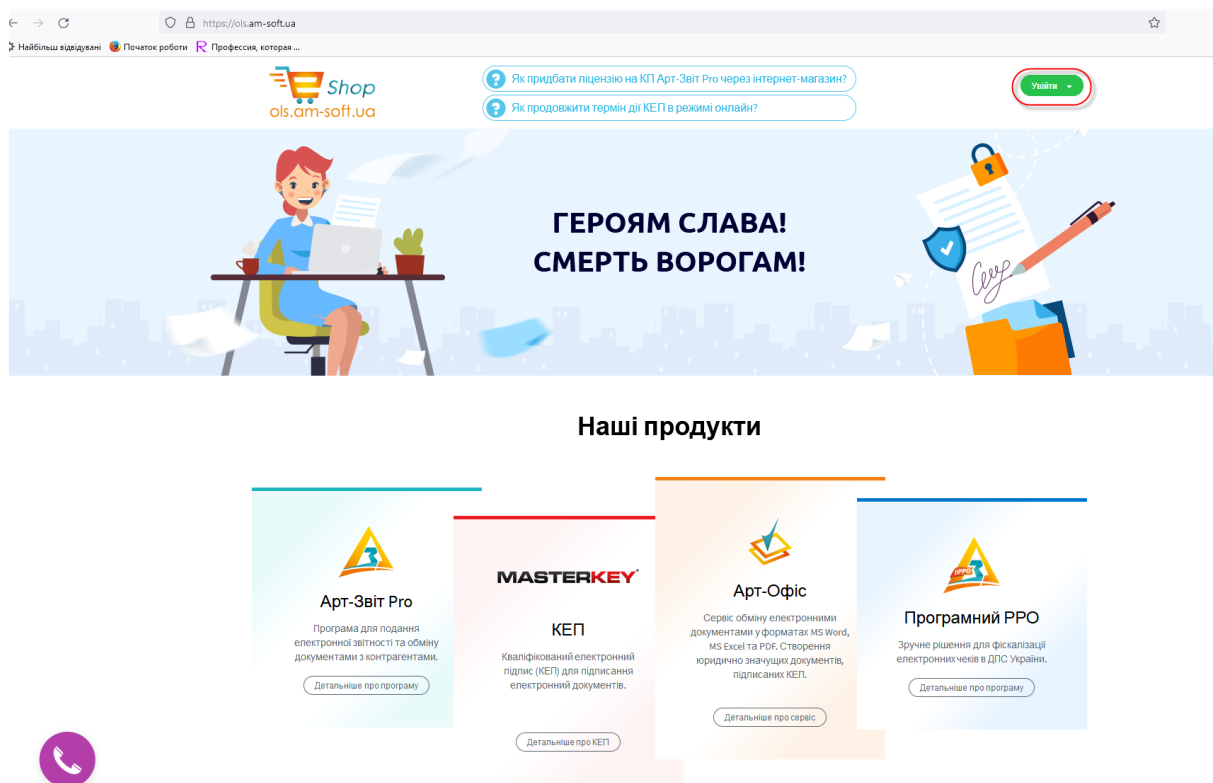 https://ols.am-soft.ua
Найбільш відвідувані Початок роботи Профессия, которая ...
Shop
ols.am-soft.ua
? Як придбати ліцензію на КП Арт-Звіт Pro через інтернет-магазин?
? Як продовжити термін дії КЕП в режимі онлайн?
Увійти
ГЕРОЯМ СЛАВА!
СМЕРТЬ ВОРОГАМ!
Наші продукти
Арт-Звіт Pro
Програма для подання
електронної звітності та обміну
документами з контрагентами.
Детальніше про програму
MASTERKEY
КЕП
Кваліфікований електронний
підпис (КЕП) для підписання
електронний документів.
Детальніше про КЕП
Арт-Офіс
Сервіс обміну електронними
документами у форматах MS Word,
MS Excel та PDF. Створення
юридично значущих документів,
підписаних КЕП.
Детальніше про сервіс
ПРРО
Програмний РРО
Зручне рішення для фіскалізації
електронних чеків в ДПС України.
Детальніше про програму